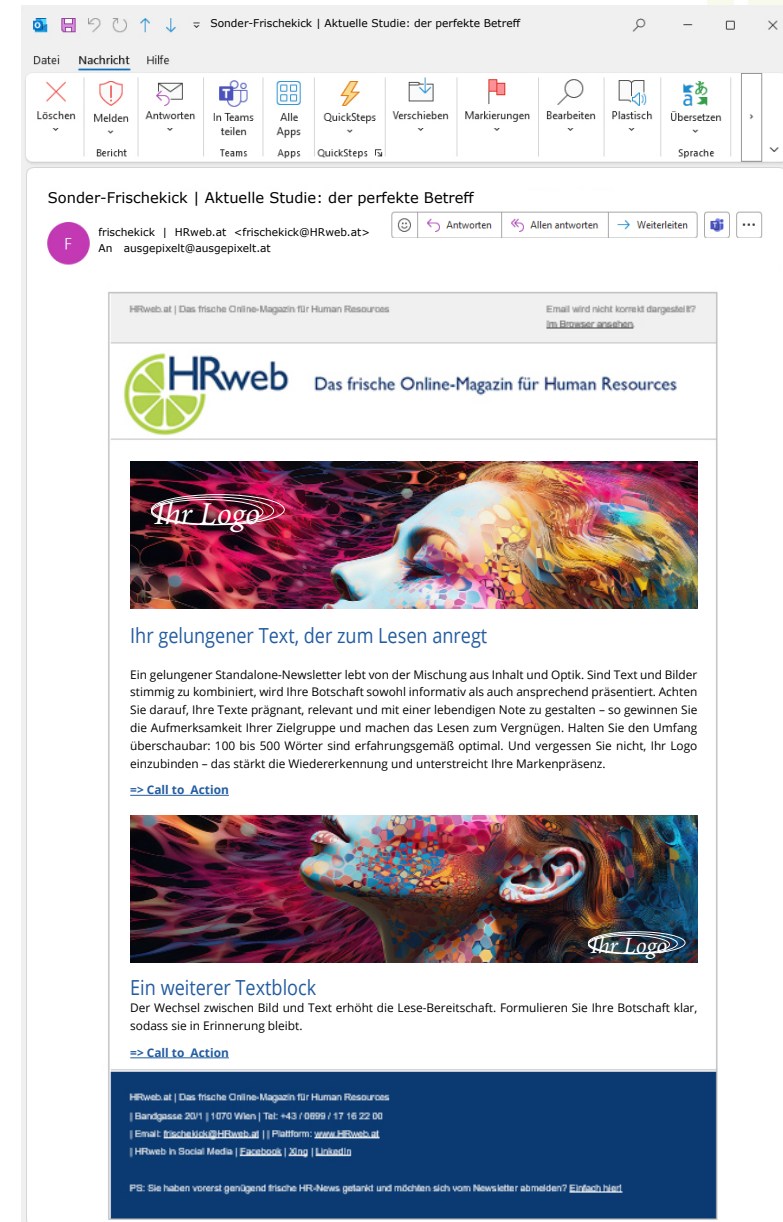 Sonder-Frischekick | Aktuelle Studie: der perfekte Betreff
Datei Nachricht Hilfe
Löschen Melden Antworten In Teams teilen Alle Apps QuickSteps Verschieben Markierungen Bearbeiten Plastisch Übersetzen
Bericht Teams Apps QuickSteps Sprache
Sonder-Frischekick | Aktuelle Studie: der perfekte Betreff
F
frischekick | HRweb.at <frischekick@HRweb.at>
An ausgepixelt@ausgepixelt.at
Antworten Allen antworten Weiterleiten
HRweb.at | Das frische Online-Magazin für Human Resources
Email wird nicht korrekt dargestellt?
Im Browser ansehen.
HRweb Das frische Online-Magazin für Human Resources
Ihr Logo
Ihr gelungener Text, der zum Lesen anregt
Ein gelungener Standalone-Newsletter lebt von der Mischung aus Inhalt und Optik. Sind Text und Bilder
stimmig zu kombiniert, wird Ihre Botschaft sowohl informativ als auch ansprechend präsentiert. Achten
Sie darauf, Ihre Texte prägnant, relevant und mit einer lebendigen Note zu gestalten – so gewinnen Sie
die Aufmerksamkeit Ihrer Zielgruppe und machen das Lesen zum Vergnügen. Halten Sie den Umfang
überschaubar: 100 bis 500 Wörter sind erfahrungsgemäß optimal. Und vergessen Sie nicht, Ihr Logo
einzubinden – das stärkt die Wiedererkennung und unterstreicht Ihre Markenpräsenz.
=> Call to Action
Ihr Logo
Ein weiterer Textblock
Der Wechsel zwischen Bild und Text erhöht die Lese-Bereitschaft. Formulieren Sie Ihre Botschaft klar,
sodass sie in Erinnerung bleibt.
=> Call to Action
HRweb.at | Das frische Online-Magazin für Human Resources
| Bandgasse 20/1 | 1070 Wien | Tel: +43 / 0699 / 17 16 22 00
| Email: frischekick@HRweb.at | | Plattform: www.HRweb.at
| HRweb in Social Media | Facebook | Xing | LinkedIn
PS: Sie haben vorerst genügend frische HR-News getankt und möchten sich vom Newsletter abmelden? Einfach hier!